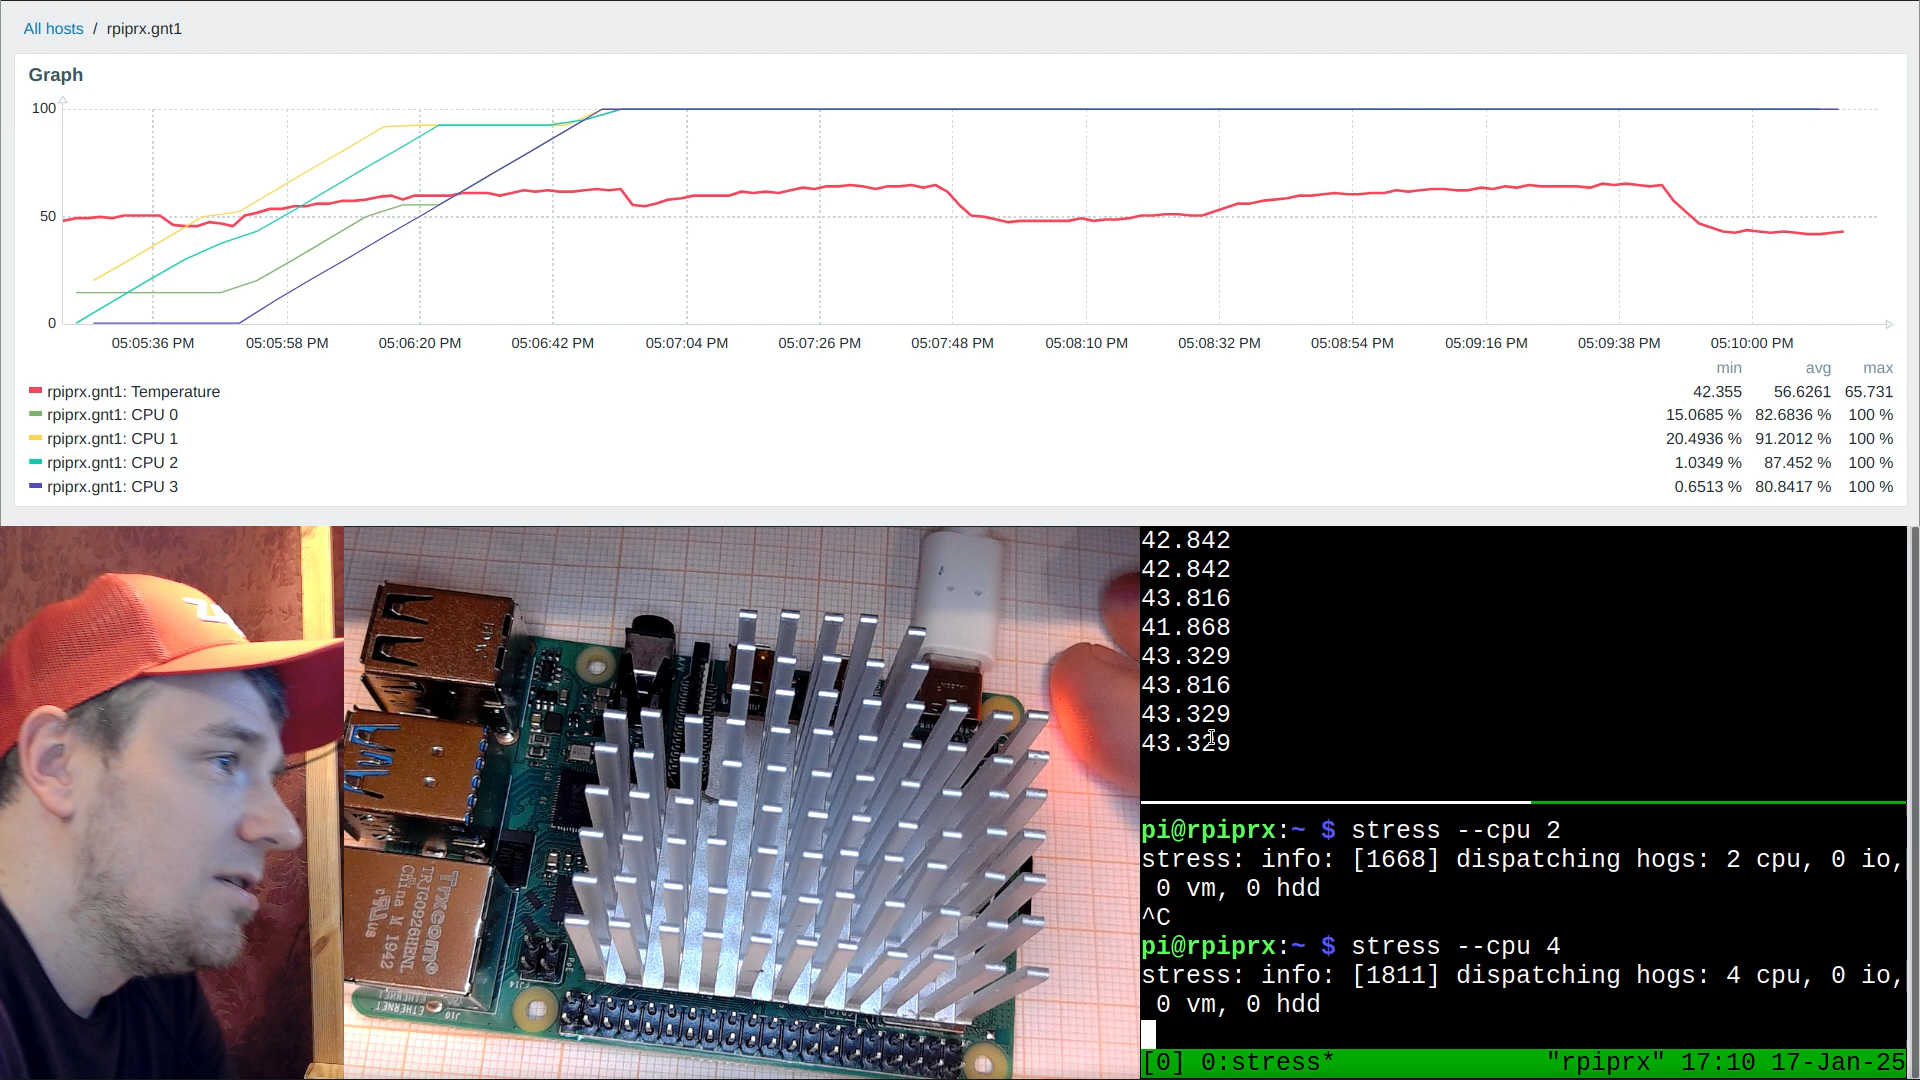 All hosts / rpiprx.gnt1
Graph
100
50
0
05:05:36 PM 05:05:58 PM 05:06:20 PM 05:06:42 PM 05:07:04 PM 05:07:26 PM 05:07:48 PM 05:08:10 PM 05:08:32 PM 05:08:54 PM 05:09:16 PM 05:09:38 PM 05:10:00 PM
min avg max
rpiprx.gnt1: Temperature 42.355 56.6261 65.731
rpiprx.gnt1: CPU 0 15.0685 % 82.6836 % 100 %
rpiprx.gnt1: CPU 1 20.4936 % 91.2012 % 100 %
rpiprx.gnt1: CPU 2 1.0349 % 87.452 % 100 %
rpiprx.gnt1: CPU 3 0.6513 % 80.8417 % 100 %
Trxcom®
TRJG0926HENL
China M 1942
ETHERNET
J10
J14
PoE
42.842
42.842
43.816
41.868
43.329
43.816
43.329
43.329
pi@rpiprx:~ $ stress --cpu 2
stress: info: [1668] dispatching hogs: 2 cpu, 0 io,
0 vm, 0 hdd
^C
pi@rpiprx:~ $ stress --cpu 4
stress: info: [1811] dispatching hogs: 4 cpu, 0 io,
0 vm, 0 hdd
[0] 0:stress* "rpiprx" 17:10 17-Jan-25